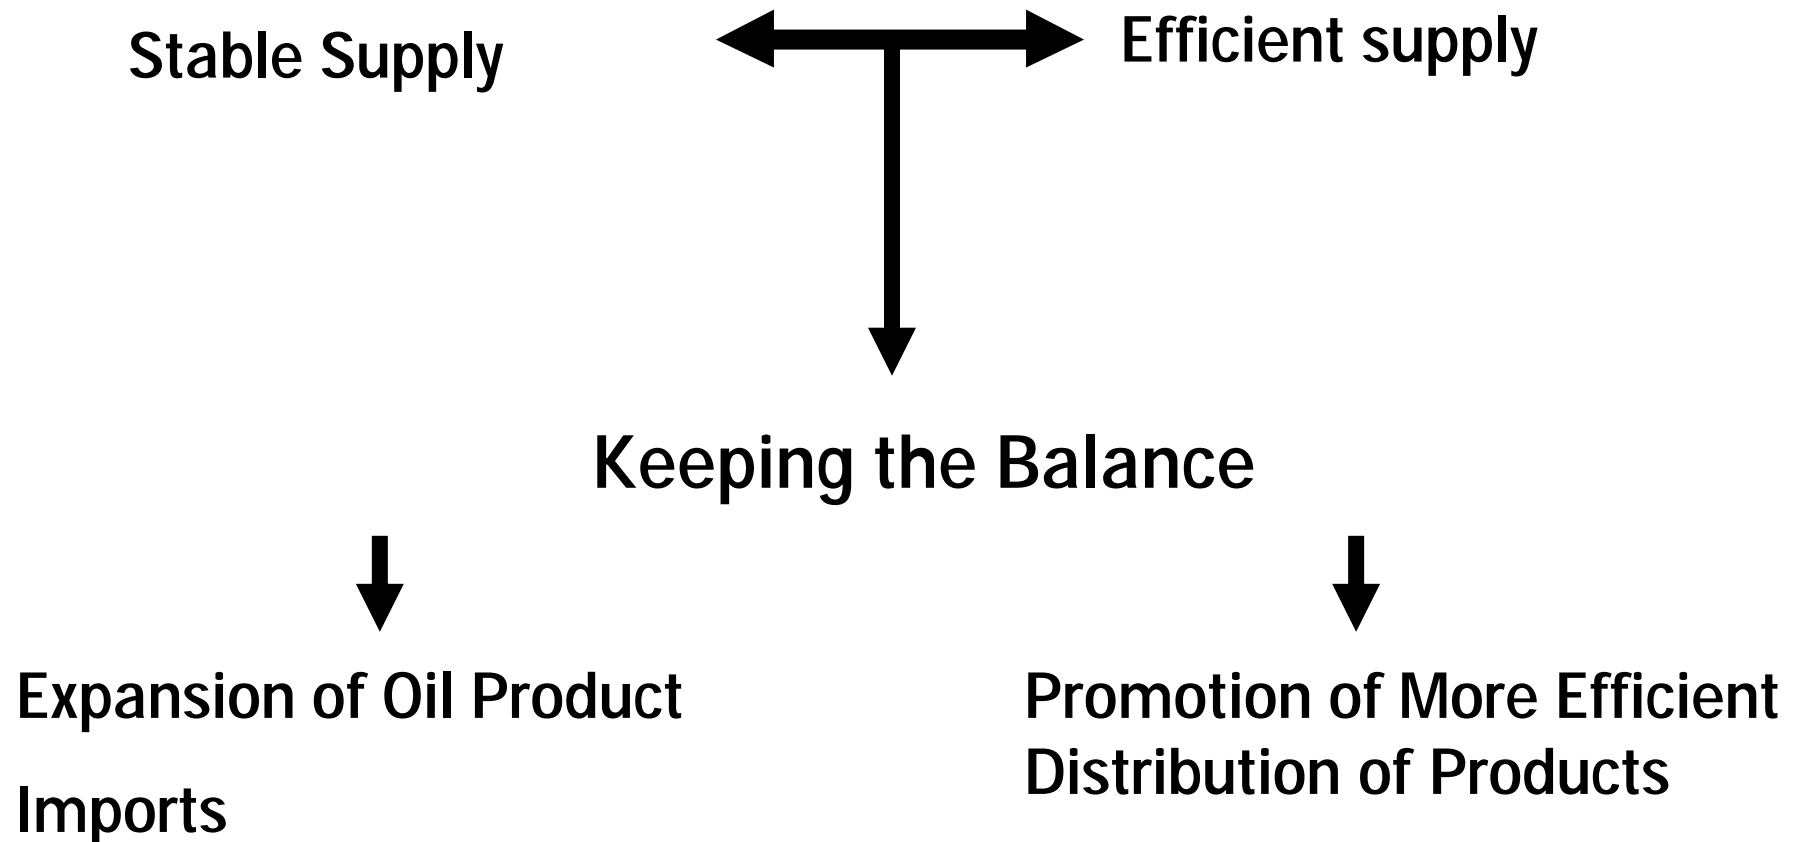 Stable Supply
Efficient supply
Keeping the Balance
Expansion of Oil Product
Imports
Promotion of More Efficient
Distribution of Products